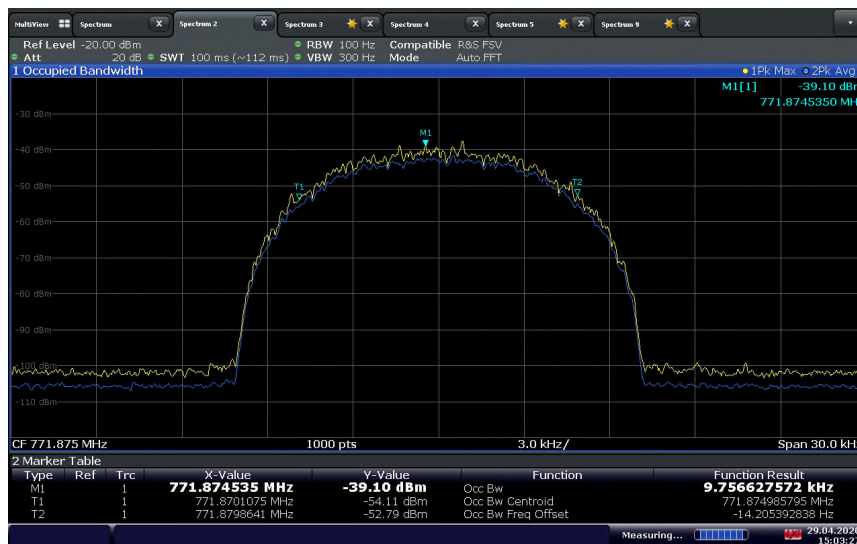 MultiView Spectrum X Spectrum 2 X Spectrum 3 X Spectrum 4 X Spectrum 5 X Spectrum 9 X
Ref Level -20.00 dBm RBW 100 Hz Compatible R&S FSV
Att 20 dB SWT 100 ms (~112 ms) VBW 300 Hz Mode Auto FFT
1 Occupied Bandwidth 1Pk Max 2Pk Avg
M1[1] -39.10 dBm
771.8745350 MH
-30 dBm
M1
-40 dBm
-50 dBm
T1 T2
-60 dBm
-70 dBm
-80 dBm
-90 dBm
-100 dBm
-110 dBm
CF 771.875 MHz 1000 pts 3.0 kHz/ Span 30.0 kH
2 Marker Table
Type Ref Trc X-Value Y-Value Function Function Result
M1 1 771.874535 MHz -39.10 dBm Occ Bw 9.756627572 kHz
T1 1 771.8701075 MHz -54.11 dBm Occ Bw Centroid 771.874985795 MHz
T2 1 771.8798641 MHz -52.79 dBm Occ Bw Freq Offset -14.205392838 Hz
Measuring... 29.04.202
15:03:2